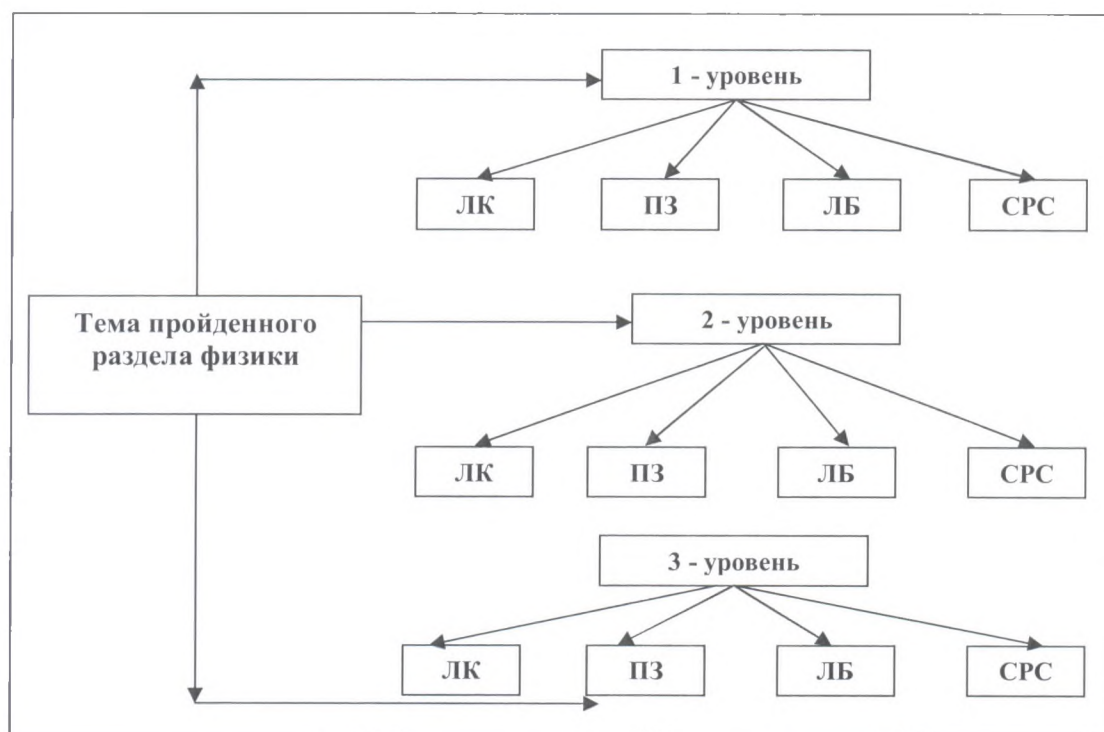 1 - уровень
ЛК ПЗ ЛБ СРС
Тема пройденного
раздела физики
2 - уровень
ЛК ПЗ ЛБ СРС
3 - уровень
ЛК ПЗ ЛБ СРС